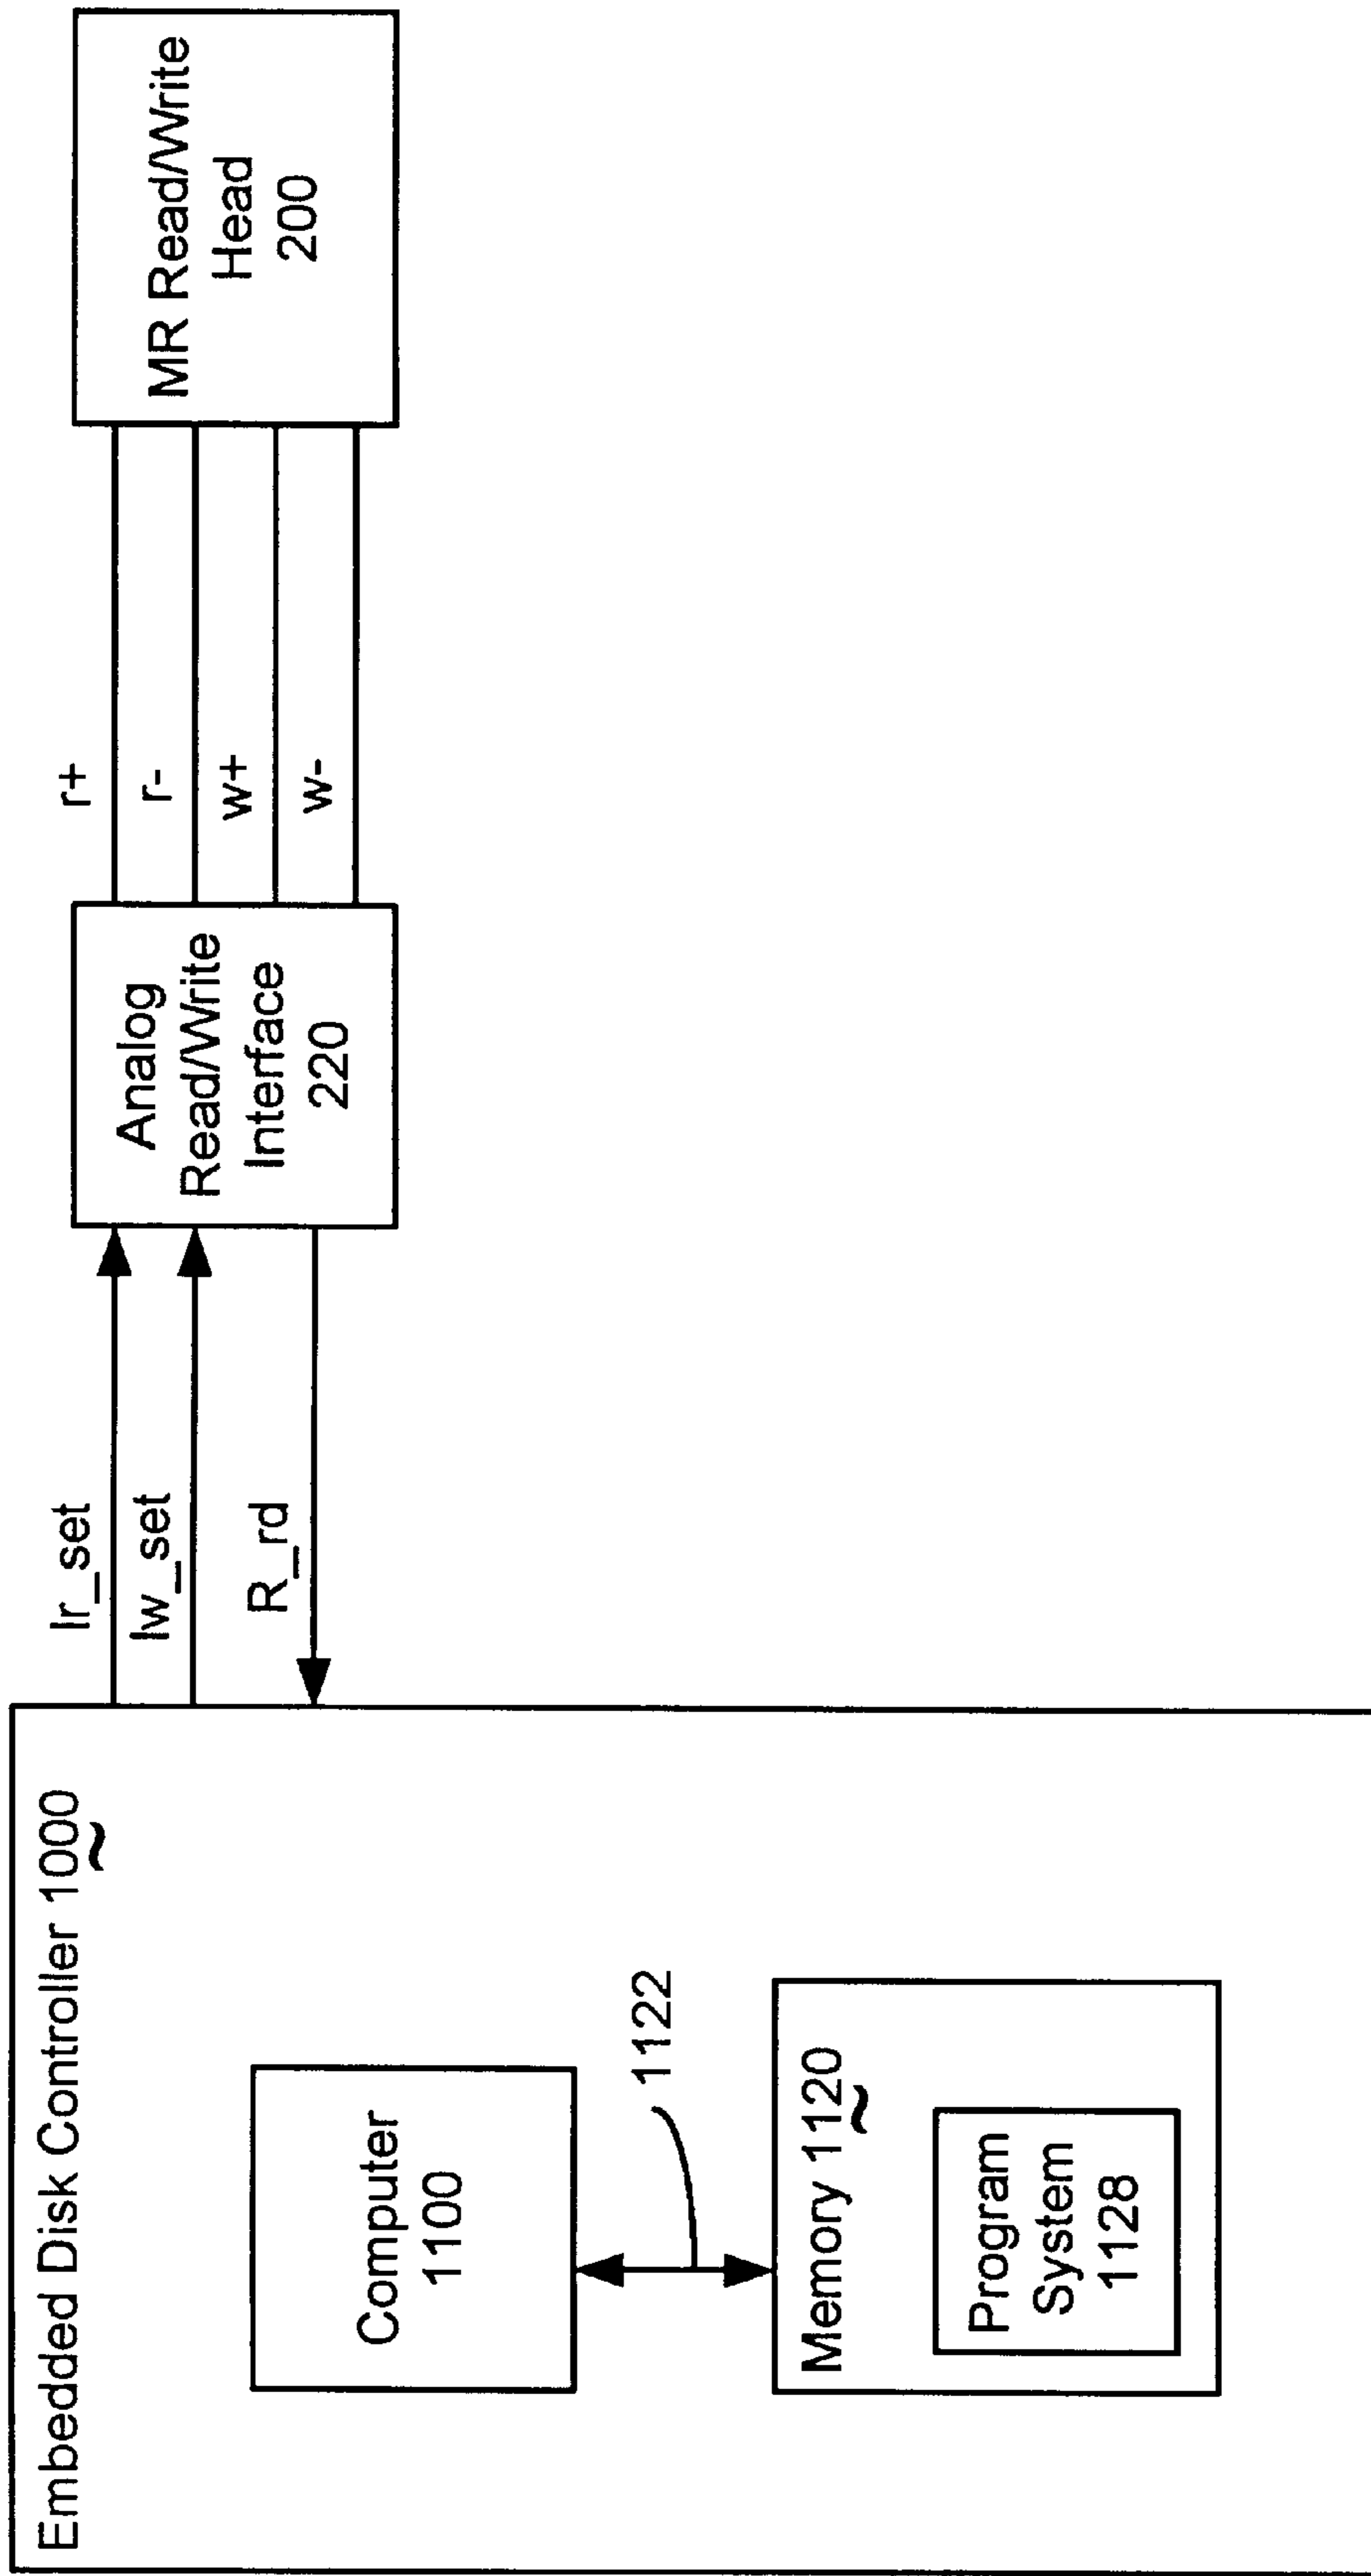 Embedded Disk Controller 1000
Computer
1100
1122
Memory 1120
Program
System
1128
Ir_set
Iw_set
R_rd
Analog
Read/Write
Interface
220
r+
r-
w+
w-
MR Read/Write
Head
200